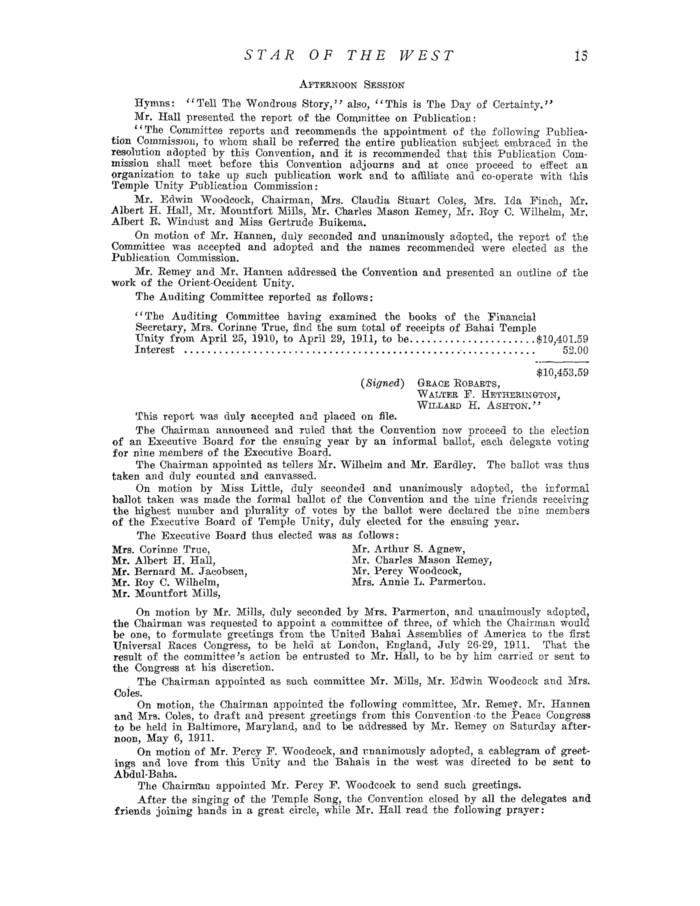 STAR OF THE WEST 15
AFTERNOON SESSION
Hymns: "Tell The Wondrous Story," also, "This is The Day of Certainty."
Mr. Hall presented the report of the Committee on Publication:
"The Committee reports and recommends the appointment of the following Publica-
tion Commission, to whom shall be referred the entire publication subject embraced in the
resolution adopted by this Convention, and it is recommended that this Publication Com-
mission shall meet before this Convention adjourns and at once proceed to effect an
organization to take up such publication work and to affiliate and co-operate with this
Temple Unity Publication Commission:
Mr. Edwin Woodcock, Chairman, Mrs. Claudia Stuart Coles, Mrs. Ida Finch, Mr.
Albert H. Hall, Mr. Mountfort Mills, Mr. Charles Mason Remey, Mr. Roy C. Wilhelm, Mr.
Albert R. Windust and Miss Gertrude Buikema.
On motion of Mr. Hannen, duly seconded and unanimously adopted, the report of the
Committee was accepted and adopted and the names recommended were elected as the
Publication Commission.
Mr. Remey and Mr. Hannen addressed the Convention and presented an outline of the
work of the Orient-Occident Unity.
The Auditing Committee reported as follows:
"The Auditing Committee having examined the books of the Financial
Secretary, Mrs. Corinne True, find the sum total of receipts of Bahai Temple
Unity from April 25, 1910, to April 29, 1911, to be......................$10,401.59
Interest ............................................................. 52.00
$10,453.59
(Signed) GRACE ROBARTS,
WALTER F. HETHERINGTON,
WILLARD H. ASHTON."
This report was duly accepted and placed on file.
The Chairman announced and ruled that the Convention now proceed to the election
of an Executive Board for the ensuing year by an informal ballot, each delegate voting
for nine members of the Executive Board.
The Chairman appointed as tellers Mr. Wilhelm and Mr. Eardley. The ballot was thus
taken and duly counted and canvassed.
On motion by Miss Little, duly seconded and unanimously adopted, the informal
ballot taken was made the formal ballot of the Convention and the nine friends receiving
the highest number and plurality of votes by the ballot were declared the nine members
of the Executive Board of Temple Unity, duly elected for the ensuing year.
The Executive Board thus elected was as follows:
Mrs. Corinne True,
Mr. Albert H. Hall,
Mr. Bernard M. Jacobsen,
Mr. Roy C. Wilhelm,
Mr. Mountfort Mills,
Mr. Arthur S. Agnew,
Mr. Charles Mason Remey,
Mr. Percy Woodcock,
Mrs. Annie L. Parmerton.
On motion by Mr. Mills, duly seconded by Mrs. Parmerton, and unanimously adopted,
the Chairman was requested to appoint a committee of three, of which the Chairman would
be one, to formulate greetings from the United Bahai Assemblies of America to the first
Universal Races Congress, to be held at London, England, July 26-29, 1911. That the
result of the committee's action be entrusted to Mr. Hall, to be by him carried or sent to
the Congress at his discretion.
The Chairman appointed as such committee Mr. Mills, Mr. Edwin Woodcock and Mrs.
Coles.
On motion, the Chairman appointed the following committee, Mr. Remey, Mr. Hannen
and Mrs. Coles, to draft and present greetings from this Convention to the Peace Congress
to be held in Baltimore, Maryland, and to be addressed by Mr. Remey on Saturday after-
noon, May 6, 1911.
On motion of Mr. Percy F. Woodcock, and unanimously adopted, a cablegram of greet-
ings and love from this Unity and the Bahais in the west was directed to be sent to
Abdul-Baha.
The Chairman appointed Mr. Percy F. Woodcock to send such greetings.
After the singing of the Temple Song, the Convention closed by all the delegates and
friends joining hands in a great circle, while Mr. Hall read the following prayer: